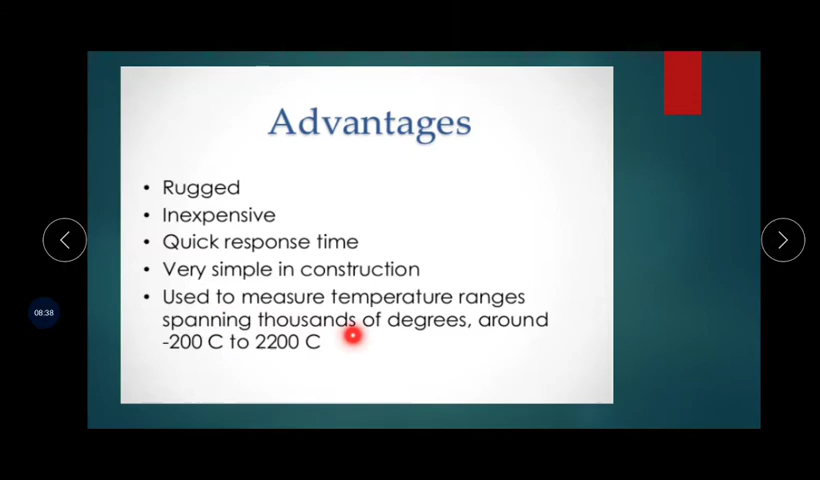 Advantages
• Rugged
• Inexpensive
• Quick response time
• Very simple in construction
• Used to measure temperature ranges
spanning thousands of degrees, around
-200 C to 2200 C
08:38